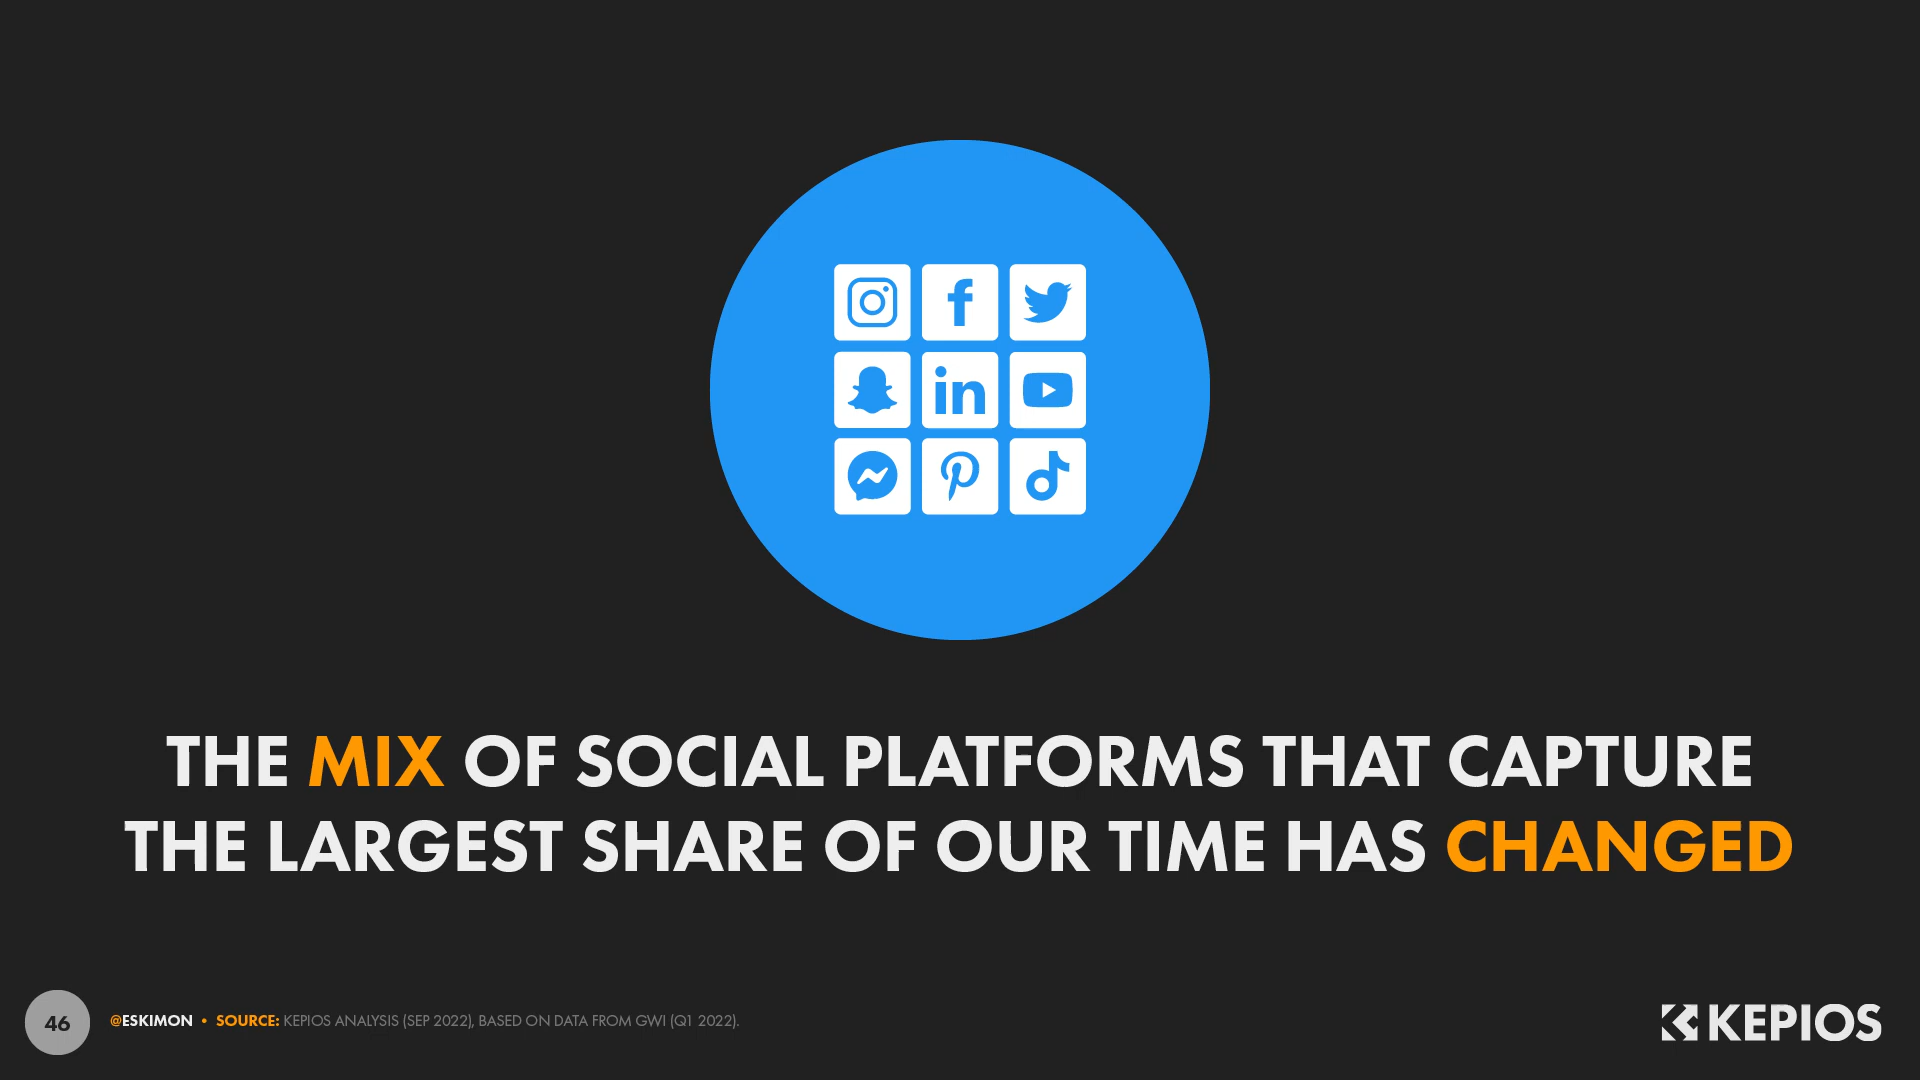 THE MIX OF SOCIAL PLATFORMS THAT CAPTURE
THE LARGEST SHARE OF OUR TIME HAS CHANGED
46
@ESKIMON • SOURCE: KEPIOS ANALYSIS (SEP 2022), BASED ON DATA FROM GWI (Q1 2022).
KEPIOS